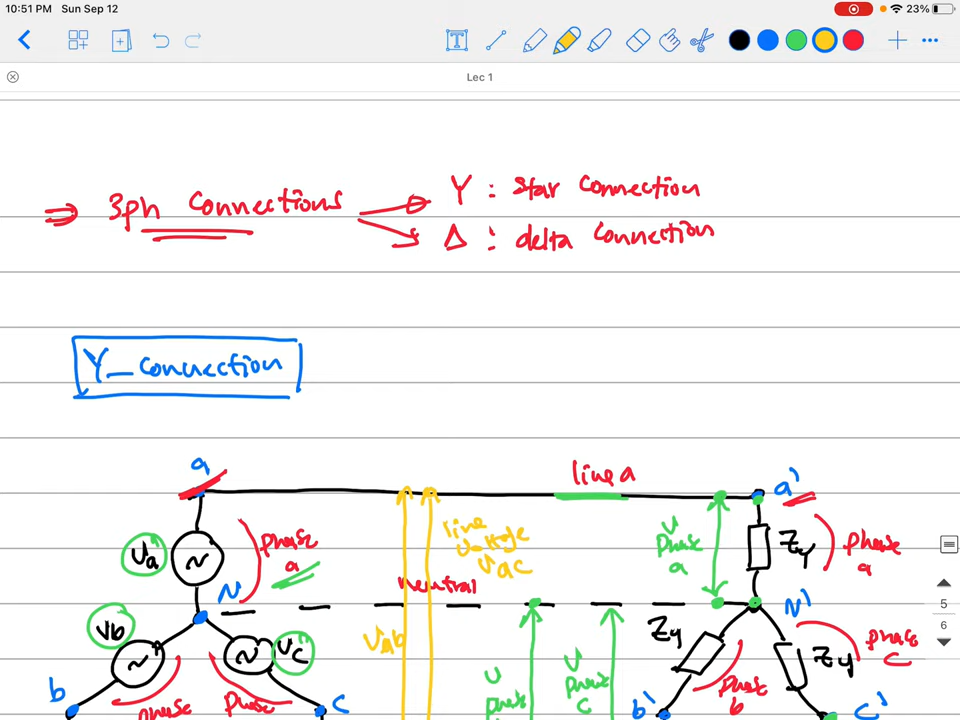 10:51 PM Sun Sep 12
23%
Lec 1
⇒ 3ph Connections
Y : star connection
Δ : delta connection
Y_connection
a
line a
a'
Va
~
phase
a
line
voltage
Vac
V
phase
a
Zy
phase
a
N
neutral
N'
Vb
~
~
Vc
Vab
V
phase
V
phase
c
Zy
Zy
phase
c
b
phase
phase
c
b'
phase
b
c'
5
6